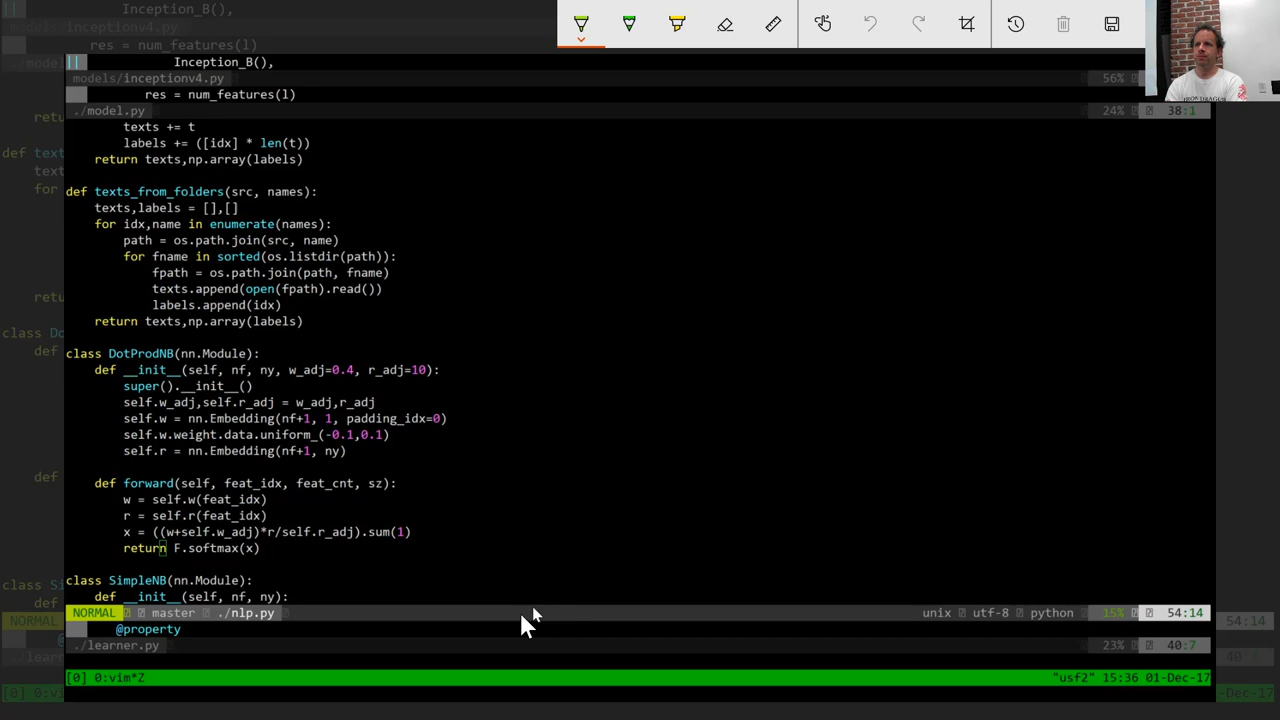 Inception_B(),
models/inceptionv4.py
res = num_features(l)
|| Inception_B(),
models/inceptionv4.py 56%
res = num_features(l)
./model.py 24% 38:1
texts += t
labels += ([idx] * len(t))
return texts,np.array(labels)
def texts_from_folders(src, names):
texts,labels = [],[]
for idx,name in enumerate(names):
path = os.path.join(src, name)
for fname in sorted(os.listdir(path)):
fpath = os.path.join(path, fname)
texts.append(open(fpath).read())
labels.append(idx)
return texts,np.array(labels)
class DotProdNB(nn.Module):
def __init__(self, nf, ny, w_adj=0.4, r_adj=10):
super().__init__()
self.w_adj,self.r_adj = w_adj,r_adj
self.w = nn.Embedding(nf+1, 1, padding_idx=0)
self.w.weight.data.uniform_(-0.1,0.1)
self.r = nn.Embedding(nf+1, ny)
def forward(self, feat_idx, feat_cnt, sz):
w = self.w(feat_idx)
r = self.r(feat_idx)
x = ((w+self.w_adj)*r/self.r_adj).sum(1)
return F.softmax(x)
class SimpleNB(nn.Module):
def __init__(self, nf, ny):
NORMAL master ./nlp.py unix utf-8 python 15% 54:14
@property
./learner.py 23% 40:7
[0] 0:vim*Z "usf2" 15:36 01-Dec-17